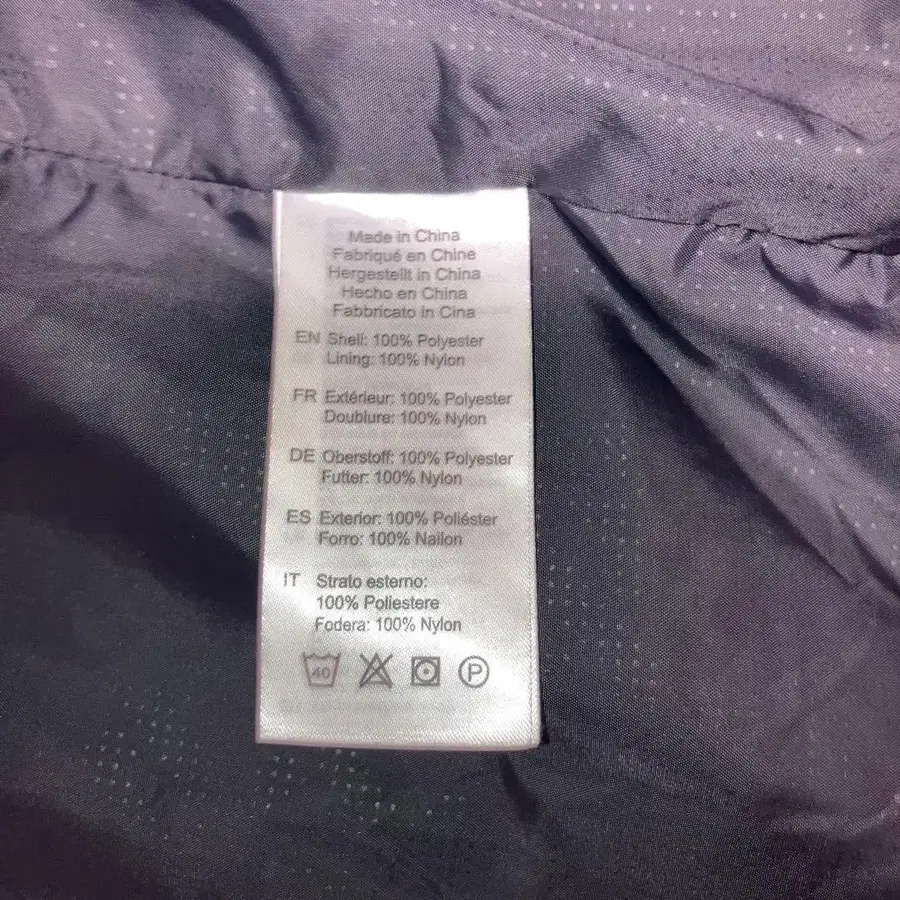 Made in China
Fabriqué en Chine
Hergestellt in China
Hecho en China
Fabbricato in Cina
EN Shell: 100% Polyester
Lining: 100% Nylon
FR Extérieur: 100% Polyester
Doublure: 100% Nylon
DE Oberstoff: 100% Polyester
Futter: 100% Nylon
ES Exterior: 100% Poliéster
Forro: 100% Nailon
IT Strato esterno:
100% Poliestere
Fodera: 100% Nylon
40 P